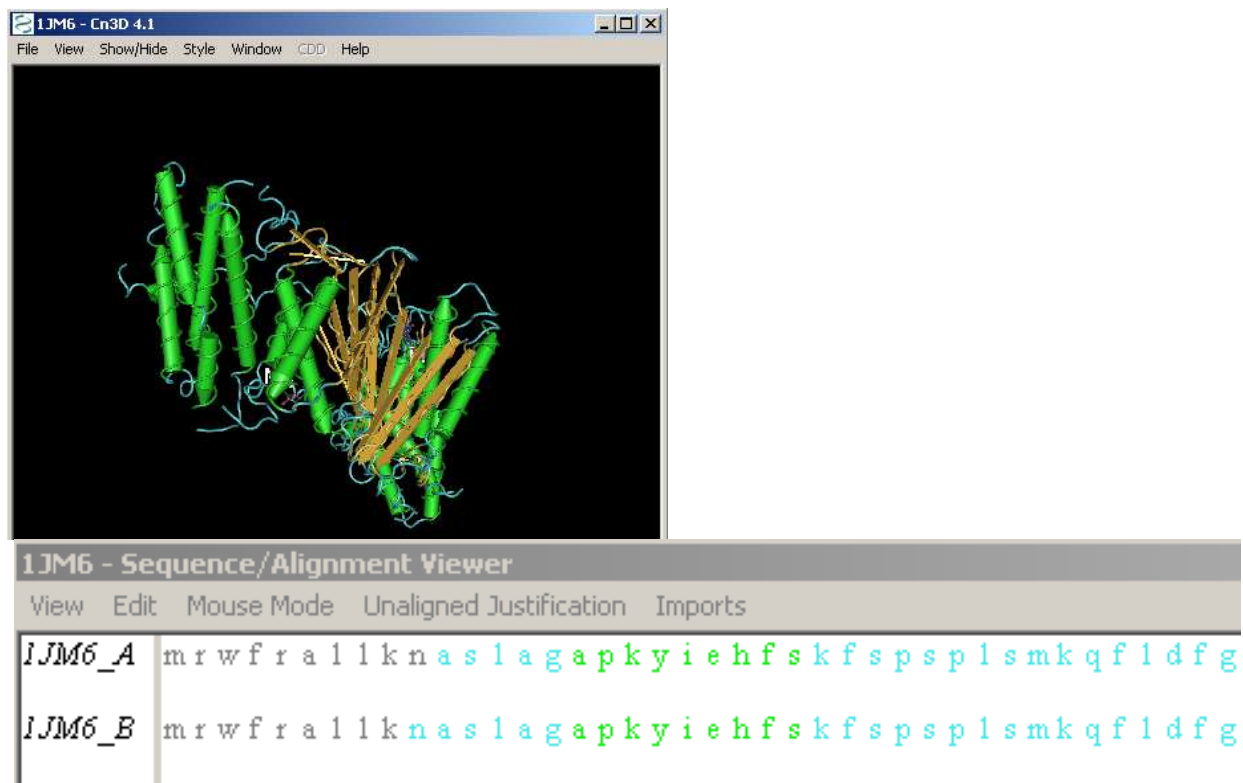 1JM6 - Cn3D 4.1
File View Show/Hide Style Window CDD Help
1JM6 - Sequence/Alignment Viewer
View Edit Mouse Mode Unaligned Justification Imports
1JM6_A m r w f r a l l k n a s l a g a p k y i e h f s k f s p s p l s m k q f l d f g
1JM6_B m r w f r a l l k n a s l a g a p k y i e h f s k f s p s p l s m k q f l d f g